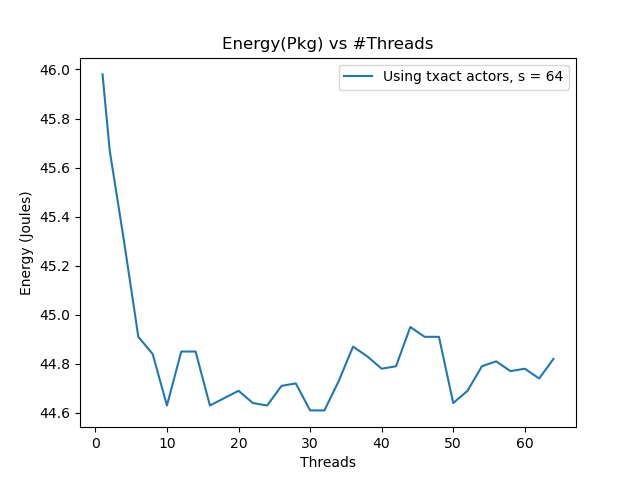 Energy(Pkg) vs #Threads
Using txact actors, s = 64
46.0
45.8
45.6
45.4
45.2
45.0
44.8
44.6
Energy (Joules)
0 10 20 30 40 50 60
Threads